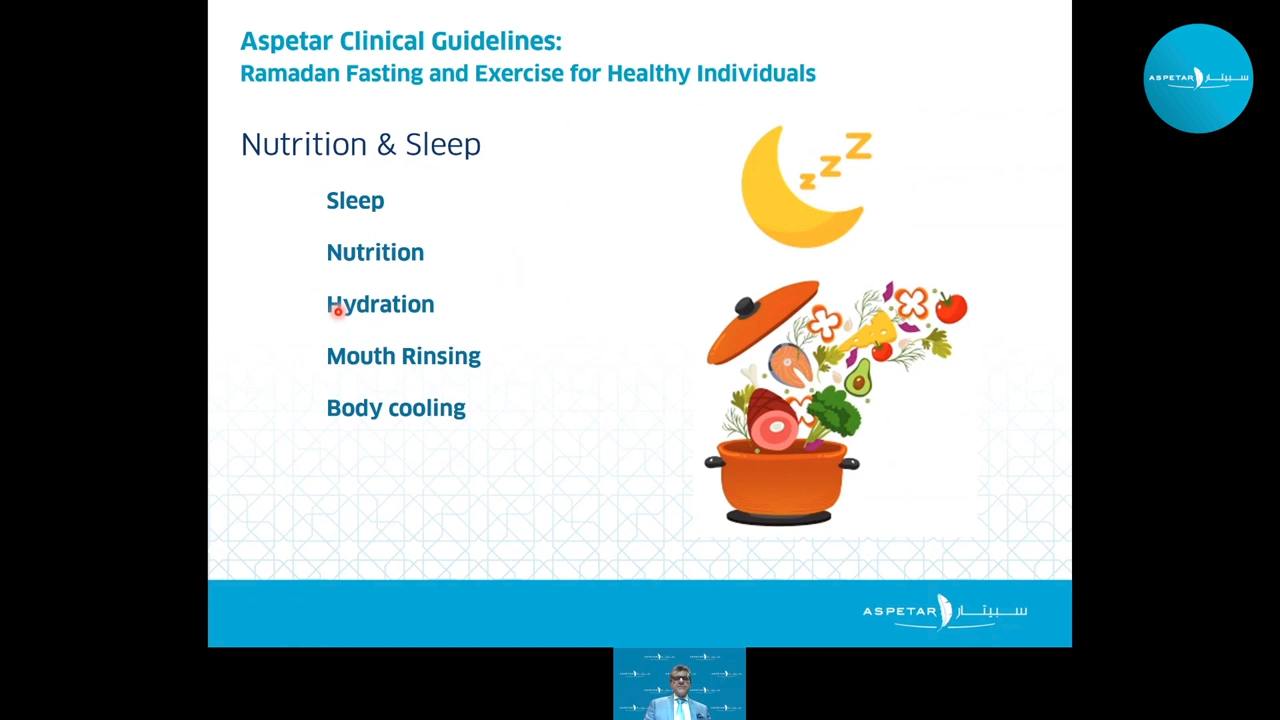 Aspetar Clinical Guidelines:
Ramadan Fasting and Exercise for Healthy Individuals
ASPETAR سبيتار
Nutrition & Sleep
z z Z
Sleep
Nutrition
Hydration
Mouth Rinsing
Body cooling
ASPETAR سبيتار